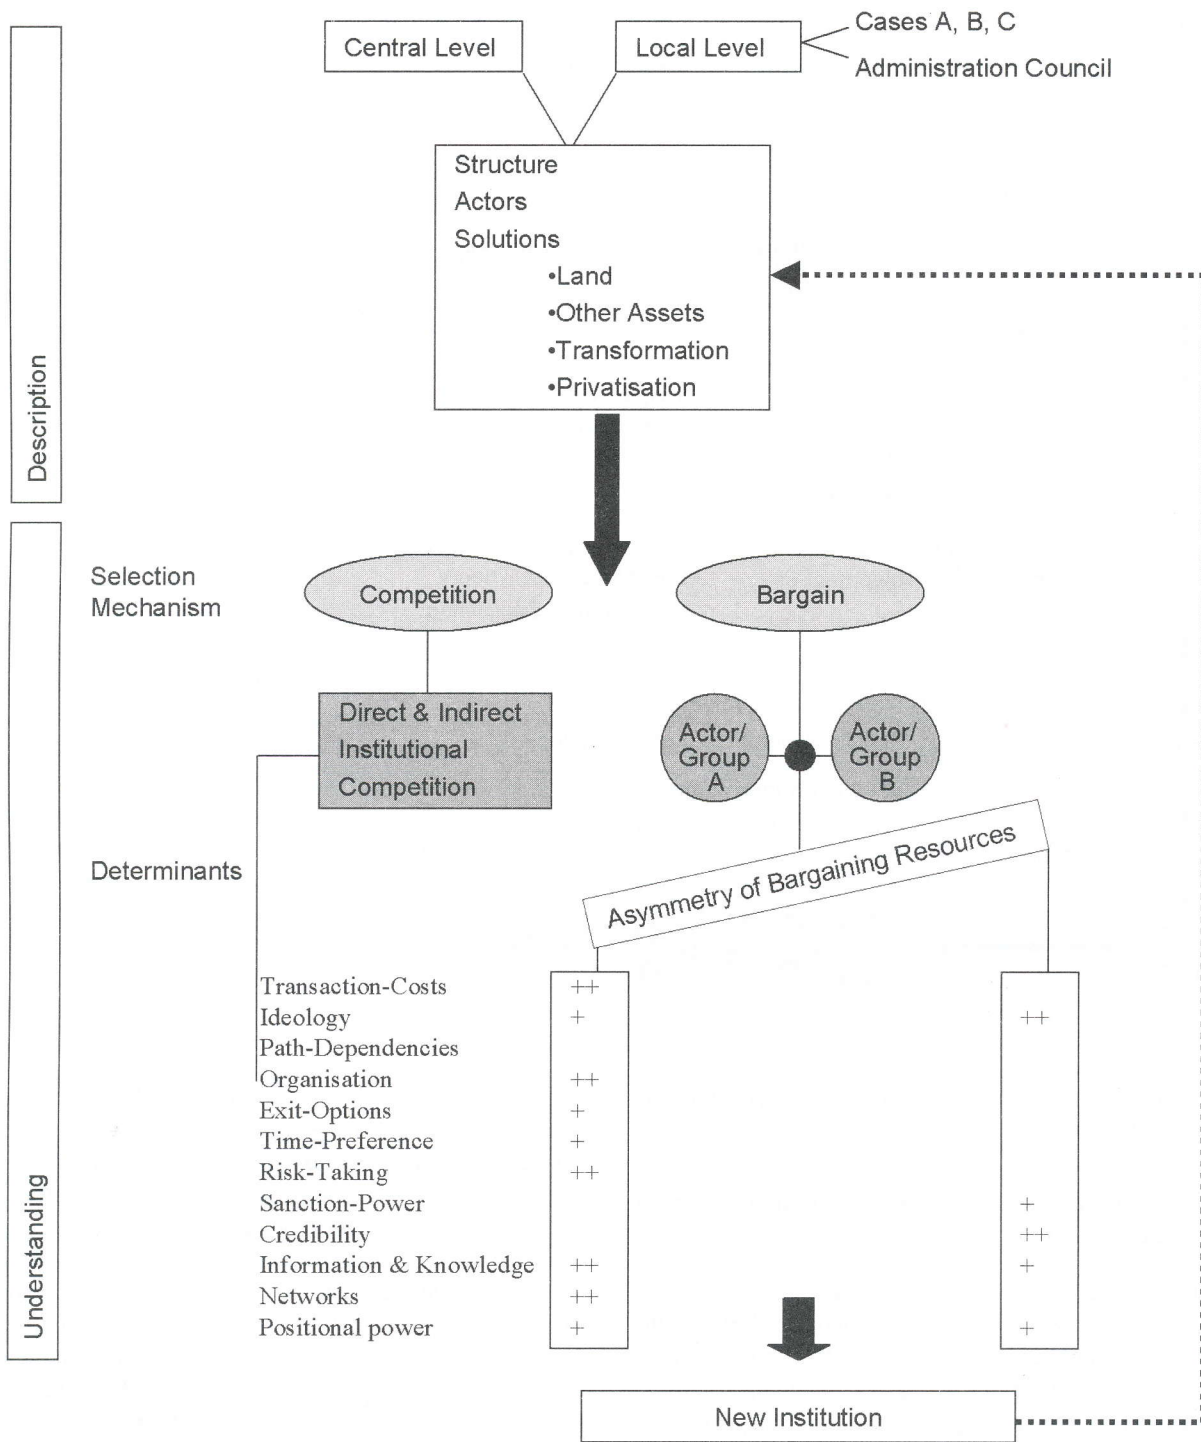 Central Level
Local Level
Cases A, B, C
Administration Council
Structure
Actors
Solutions
•Land
•Other Assets
•Transformation
•Privatisation
Description
Selection
Mechanism
Competition
Bargain
Direct & Indirect
Institutional
Competition
Actor/
Group
A
Actor/
Group
B
Determinants
Asymmetry of Bargaining Resources
Transaction-Costs ++
Ideology + ++
Path-Dependencies
Organisation ++
Exit-Options +
Time-Preference +
Risk-Taking ++
Sanction-Power +
Credibility ++
Information & Knowledge ++ +
Networks ++
Positional power + +
Understanding
New Institution